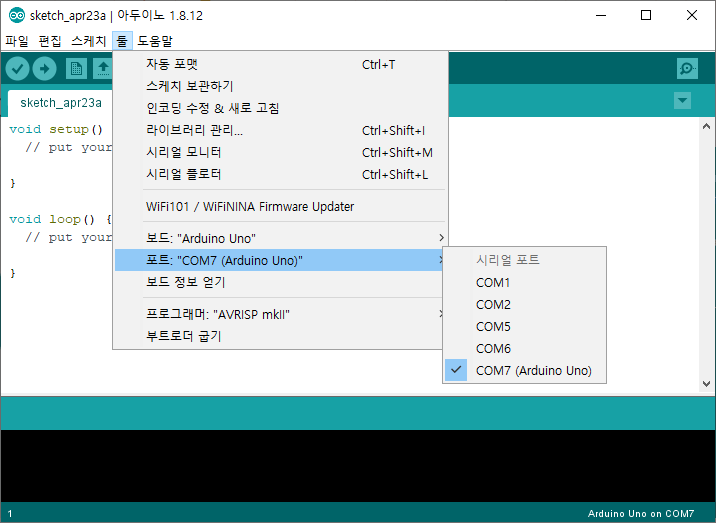 sketch_apr23a | 아두이노 1.8.12
파일 편집 스케치 툴 도움말
sketch_apr23a
자동 포맷 Ctrl+T
스케치 보관하기
인코딩 수정 & 새로 고침
라이브러리 관리... Ctrl+Shift+I
시리얼 모니터 Ctrl+Shift+M
시리얼 플로터 Ctrl+Shift+L
WiFi101 / WiFiNINA Firmware Updater
보드: "Arduino Uno"
포트: "COM7 (Arduino Uno)"
보드 정보 얻기
프로그래머: "AVRISP mkII"
부트로더 굽기
시리얼 포트
COM1
COM2
COM5
COM6
COM7 (Arduino Uno)
void setup()
// put your
}
void loop() {
// put your
}
1 Arduino Uno on COM7